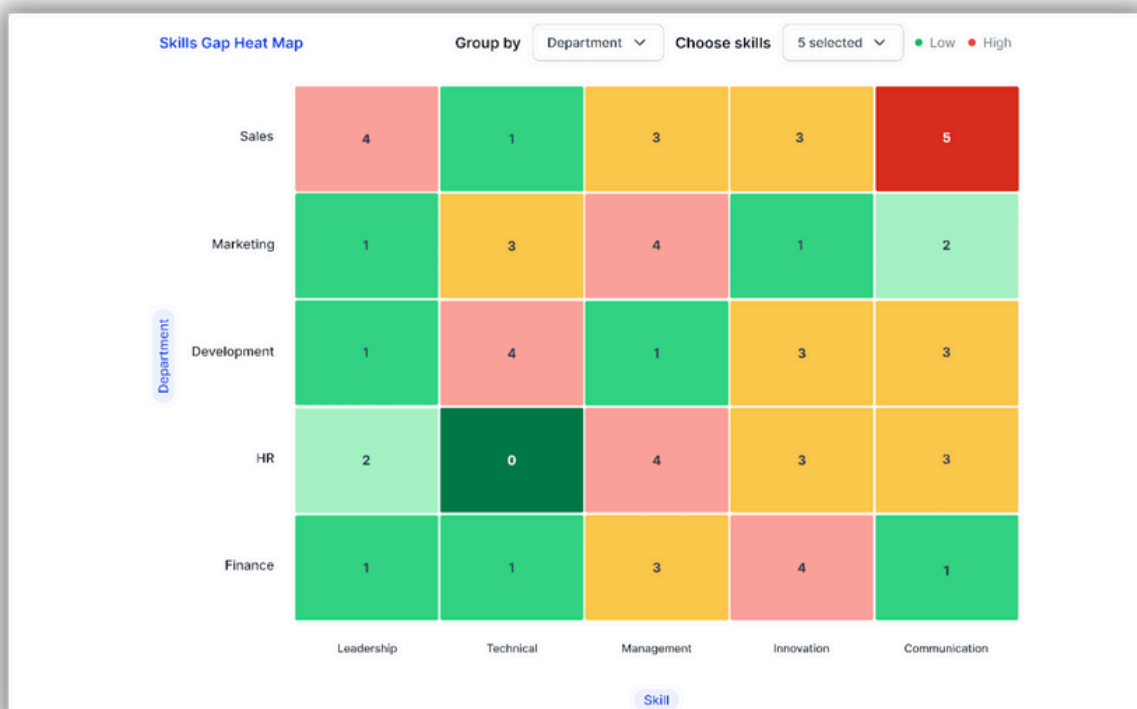 Skills Gap Heat Map Group by Department Choose skills 5 selected Low High
Sales 4 1 3 3 5
Marketing 1 3 4 1 2
Department
Development 1 4 1 3 3
HR 2 0 4 3 3
Finance 1 1 3 4 1
Leadership Technical Management Innovation Communication
Skill